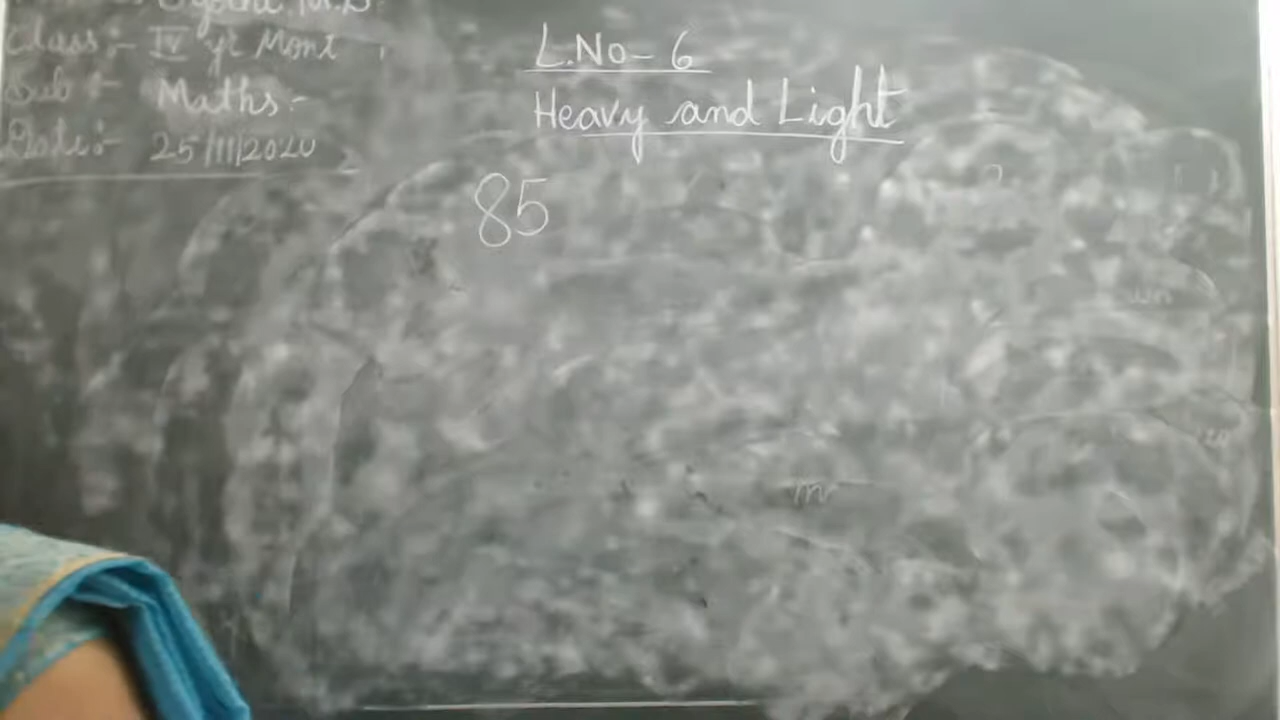 Class:- IV yr Mont
Sub:- Maths-
Date:- 25/11/2020
L.No- 6
Heavy and Light
85